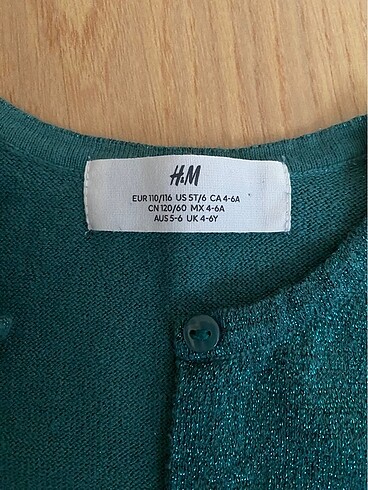 H&M
EUR 110/116 US 5T/6 CA 4-6A
CN 120/60 MX 4-6A
AUS 5-6 UK 4-6Y